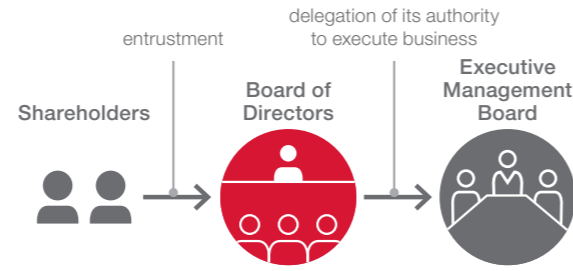 entrustment
delegation of its authority
to execute business
Shareholders
Board of
Directors
Executive
Management
Board